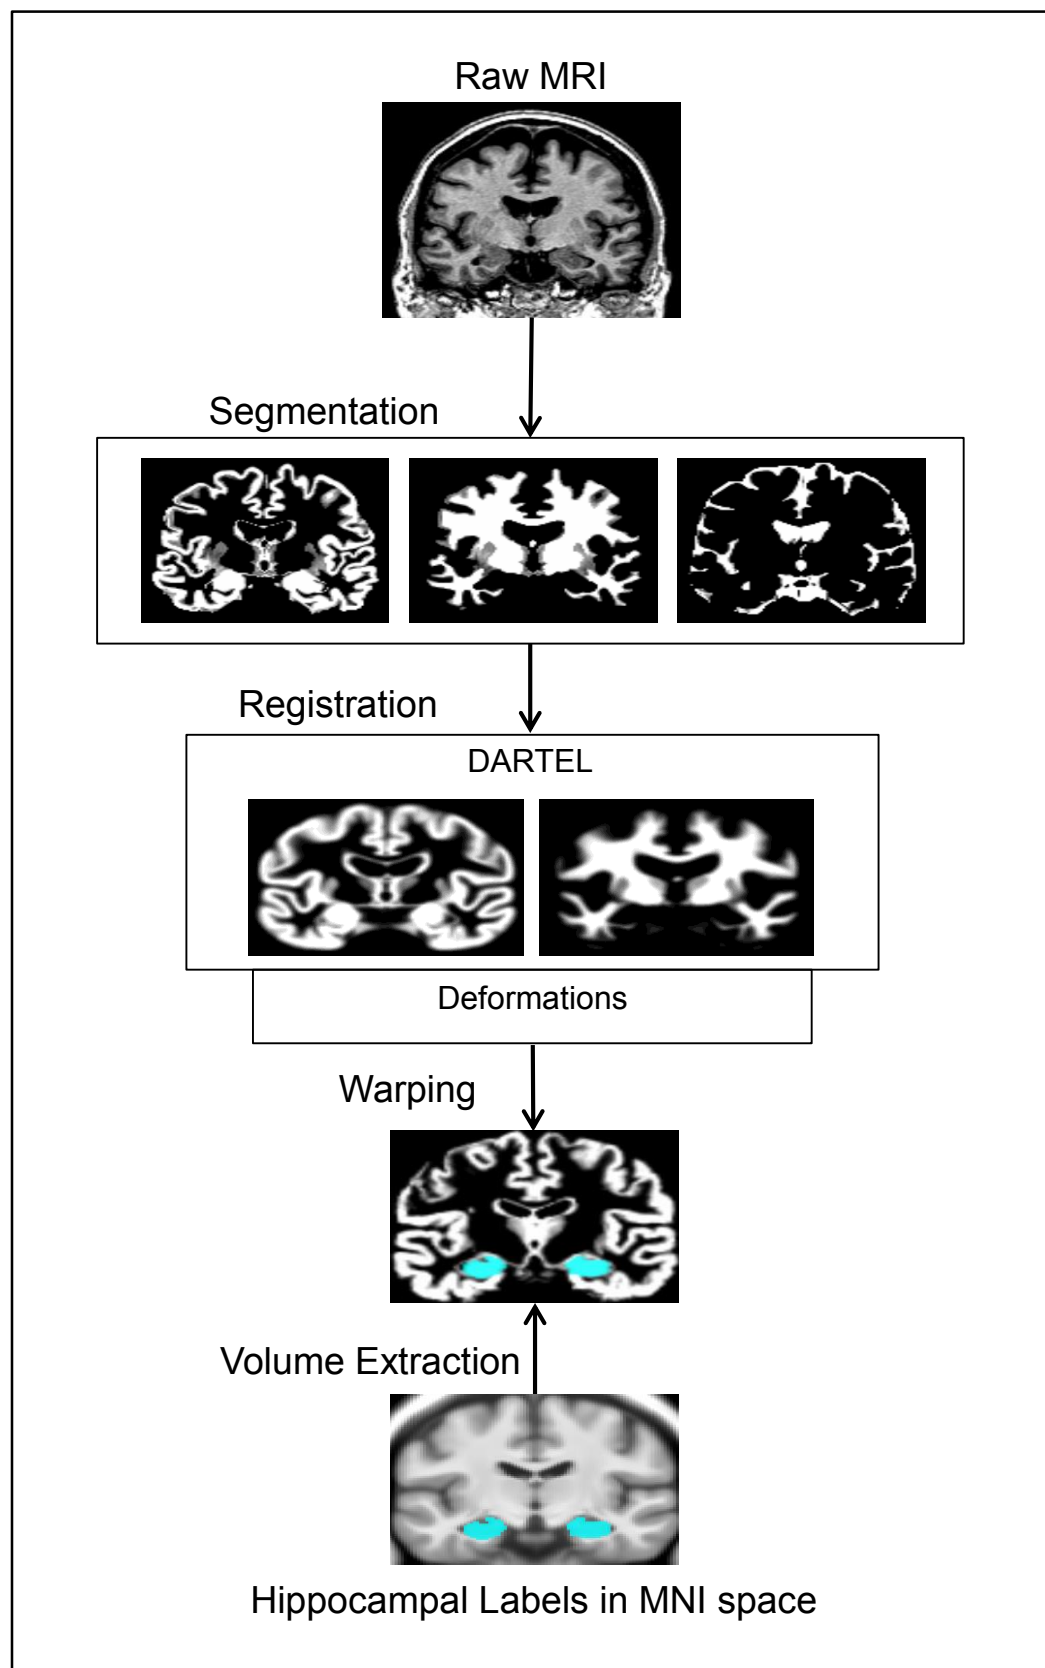 Raw MRI
Segmentation
Registration
DARTEL
Deformations
Warping
Volume Extraction
Hippocampal Labels in MNI space